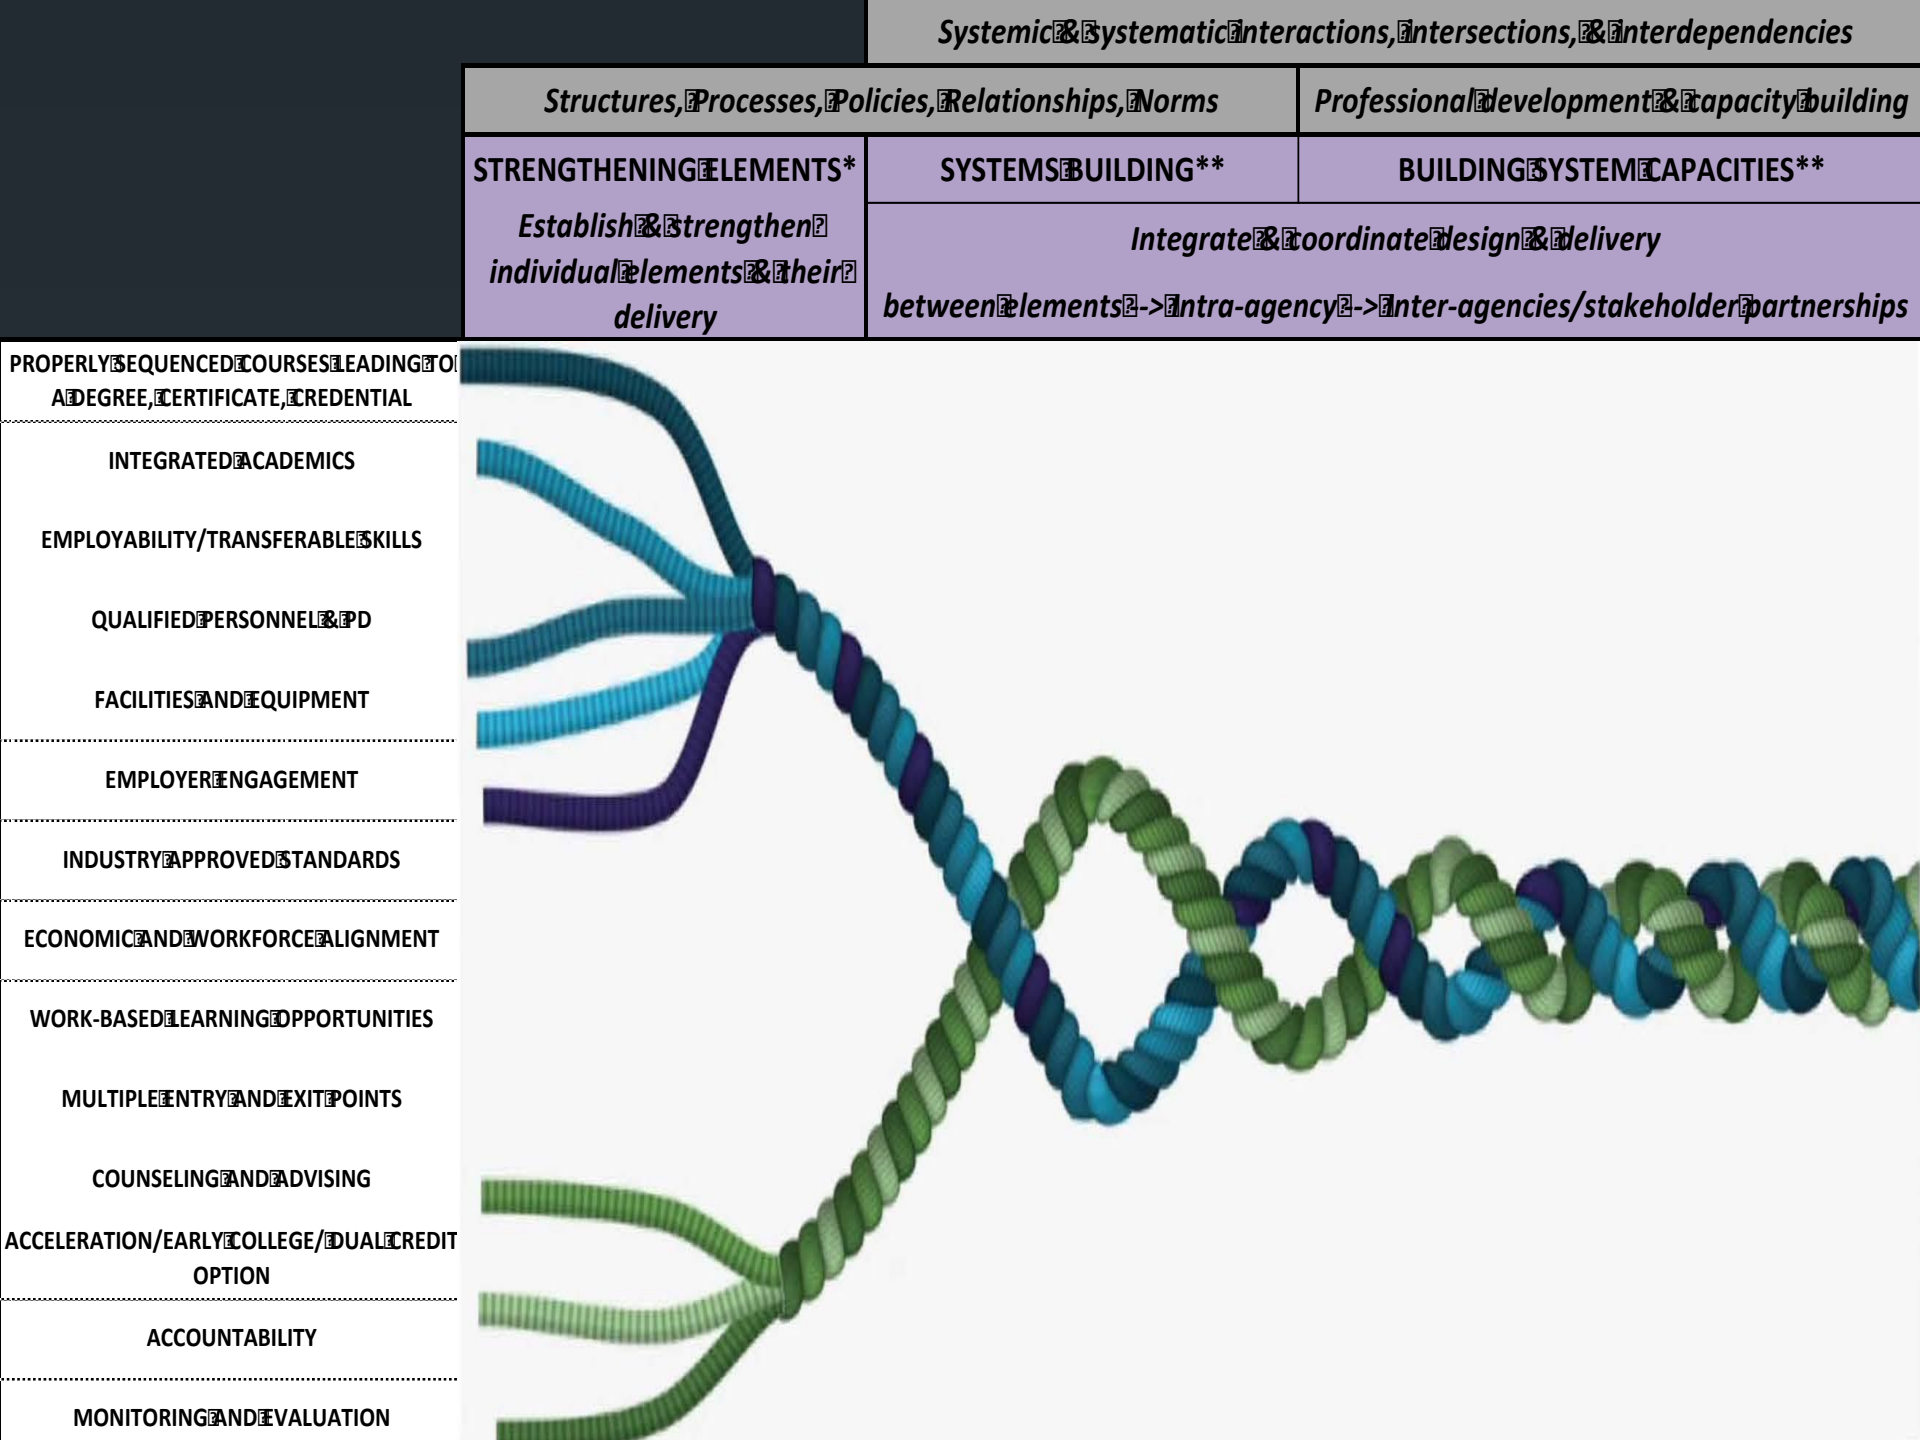 Systemic & systematic interactions, intersections, & interdependencies
Structures, Processes, Policies, Relationships, Norms
Professional development & capacity building
STRENGTHENING ELEMENTS*
SYSTEMS BUILDING**
BUILDING SYSTEM CAPACITIES**
Establish & strengthen
individual elements & their
delivery
Integrate & coordinate design & delivery
between elements --> Intra-agency --> Inter-agencies/stakeholder partnerships
PROPERLY SEQUENCED COURSES LEADING TO
A DEGREE, CERTIFICATE, CREDENTIAL
INTEGRATED ACADEMICS
EMPLOYABILITY/TRANSFERABLE SKILLS
QUALIFIED PERSONNEL & PD
FACILITIES AND EQUIPMENT
EMPLOYER ENGAGEMENT
INDUSTRY APPROVED STANDARDS
ECONOMIC AND WORKFORCE ALIGNMENT
WORK-BASED LEARNING OPPORTUNITIES
MULTIPLE ENTRY AND EXIT POINTS
COUNSELING AND ADVISING
ACCELERATION/EARLY COLLEGE/ DUAL CREDIT
OPTION
ACCOUNTABILITY
MONITORING AND EVALUATION